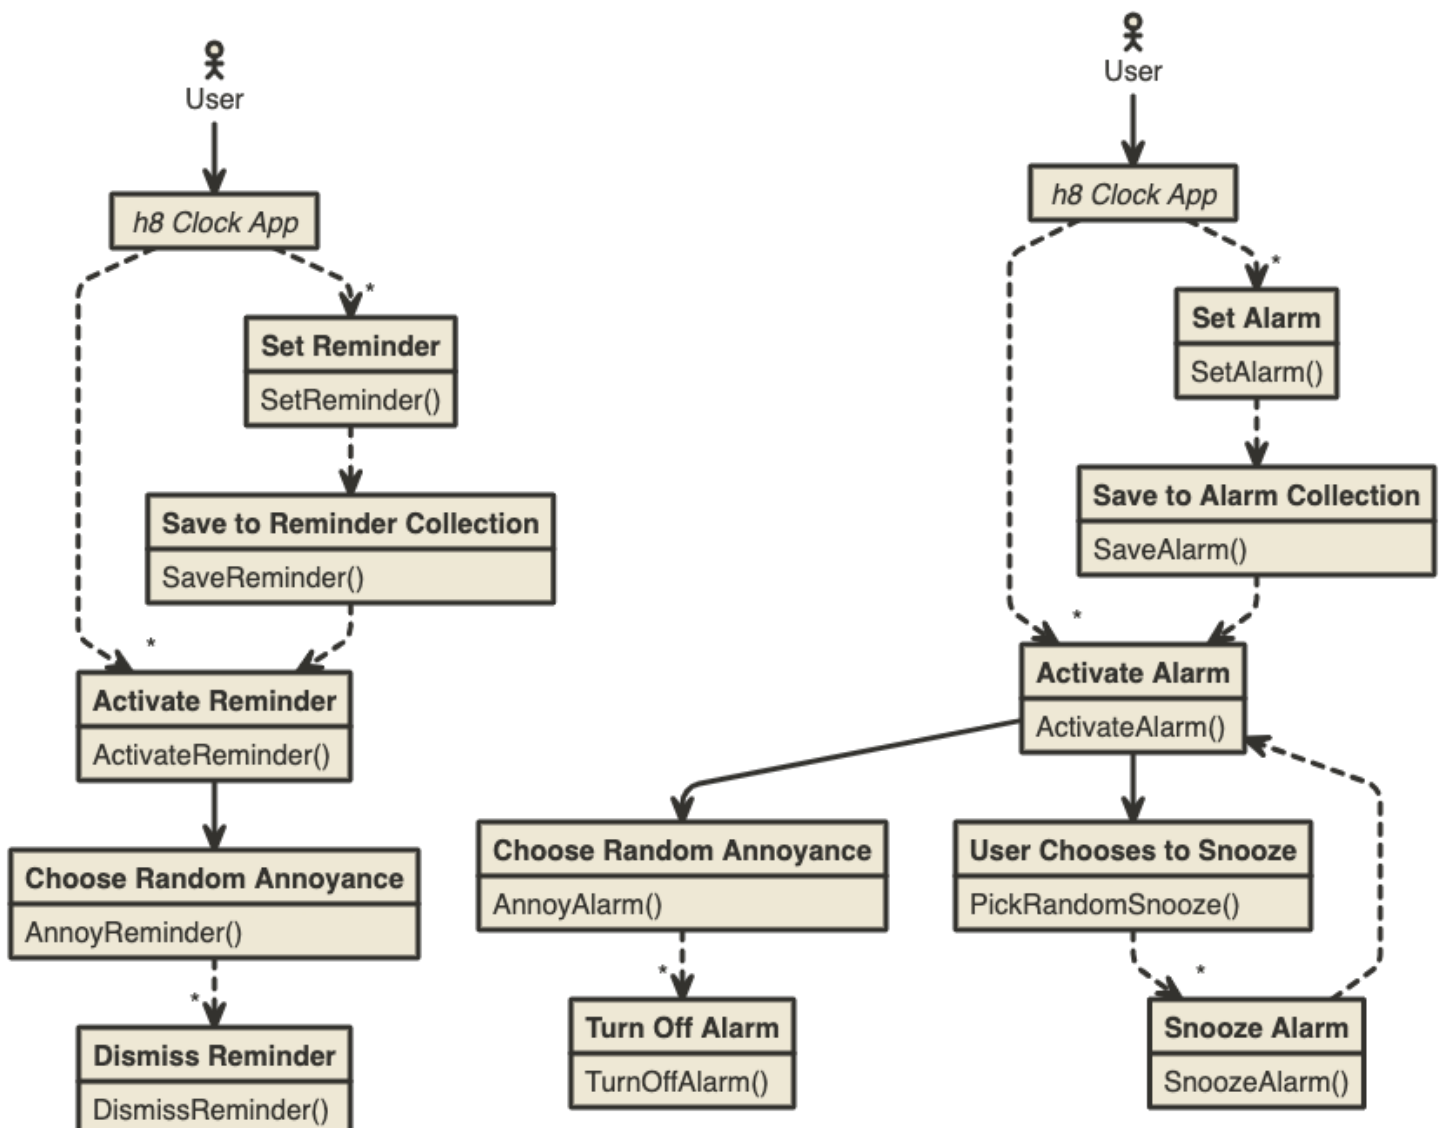 User
h8 Clock App
*
Set Reminder
SetReminder()
Save to Reminder Collection
SaveReminder()
*
Activate Reminder
ActivateReminder()
Choose Random Annoyance
AnnoyReminder()
*
Dismiss Reminder
DismissReminder()
User
h8 Clock App
*
Set Alarm
SetAlarm()
Save to Alarm Collection
SaveAlarm()
*
Activate Alarm
ActivateAlarm()
Choose Random Annoyance
AnnoyAlarm()
*
Turn Off Alarm
TurnOffAlarm()
User Chooses to Snooze
PickRandomSnooze()
*
Snooze Alarm
SnoozeAlarm()